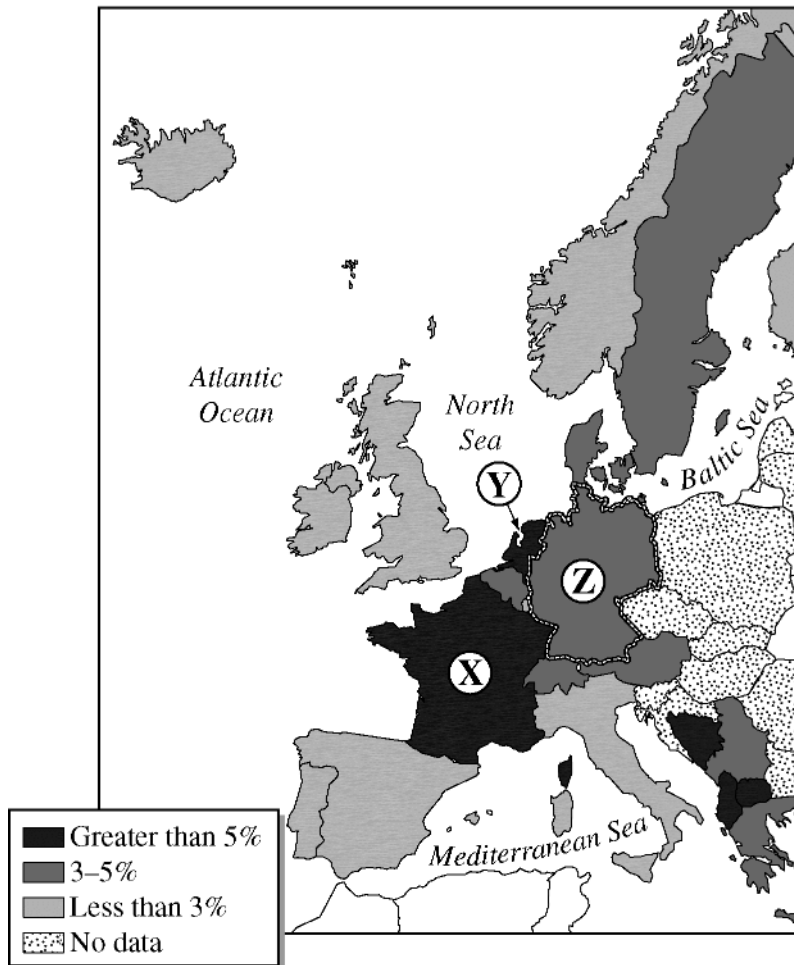 Atlantic
Ocean
North
Sea
Baltic Sea
Y
Z
X
Mediterranean Sea
Greater than 5%
3–5%
Less than 3%
No data